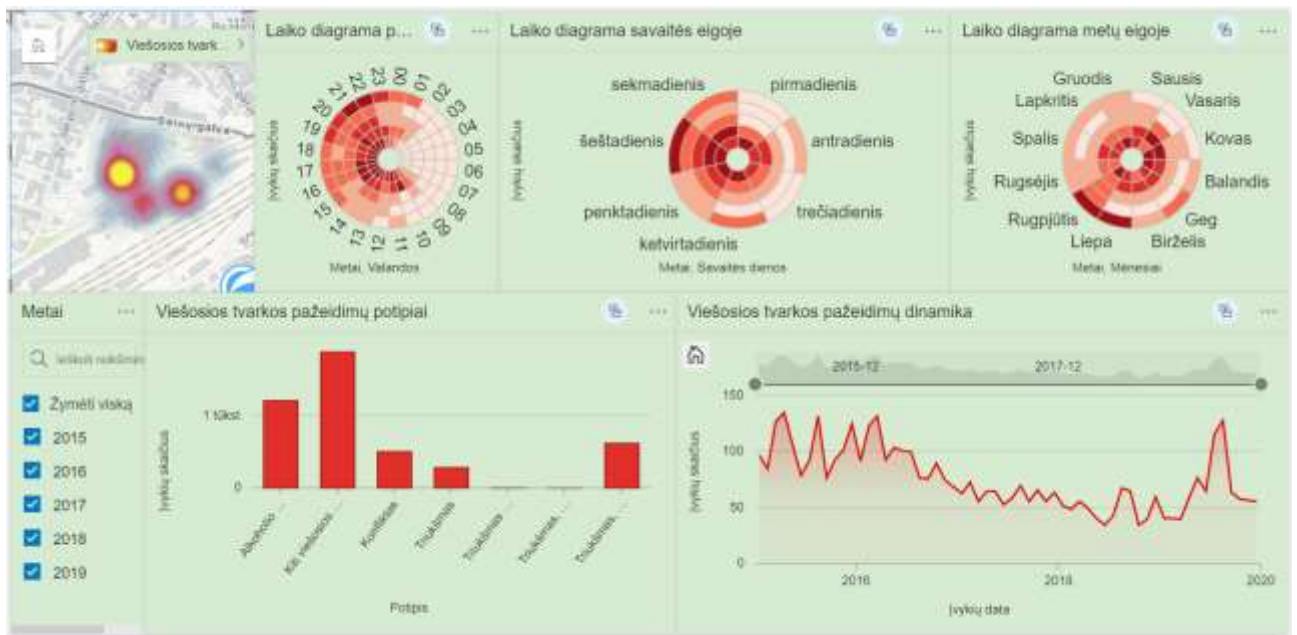 Viešosios tvark...
Laiko diagrama p...
23 00 01 02 03 04 05 06 07 08 09 10 11 12 13 14 15 16 17 18 19 20 21 22
Įvykių skaičius
Metai, Valandos
Laiko diagrama savaitės eigoje
sekmadienis
pirmadienis
šeštadienis
antradienis
penktadienis
trečiadienis
ketvirtadienis
Įvykių skaičius
Metai, Savaitės dienos
Laiko diagrama metų eigoje
Gruodis
Sausis
Lapkritis
Vasaris
Spalis
Kovas
Rugsėjis
Balandis
Rugpjūtis
Geg
Liepa
Birželis
Įvykių skaičius
Metai, Mėnesiai
Metai
Ieškoti
Žymėti viską
2015
2016
2017
2018
2019
Viešosios tvarkos pažeidimų potipiai
Įvykių skaičius
1 tūkst.
0
Alkoholio ...
Kiti viešosios ...
Konfliktas
Triukšmas
Triukšmas ...
Triukšmas, ...
Triukšmas, ...
Potipis
Viešosios tvarkos pažeidimų dinamika
2015-12
2017-12
Įvykių skaičius
150
100
50
0
2016
2018
2020
Įvykių data